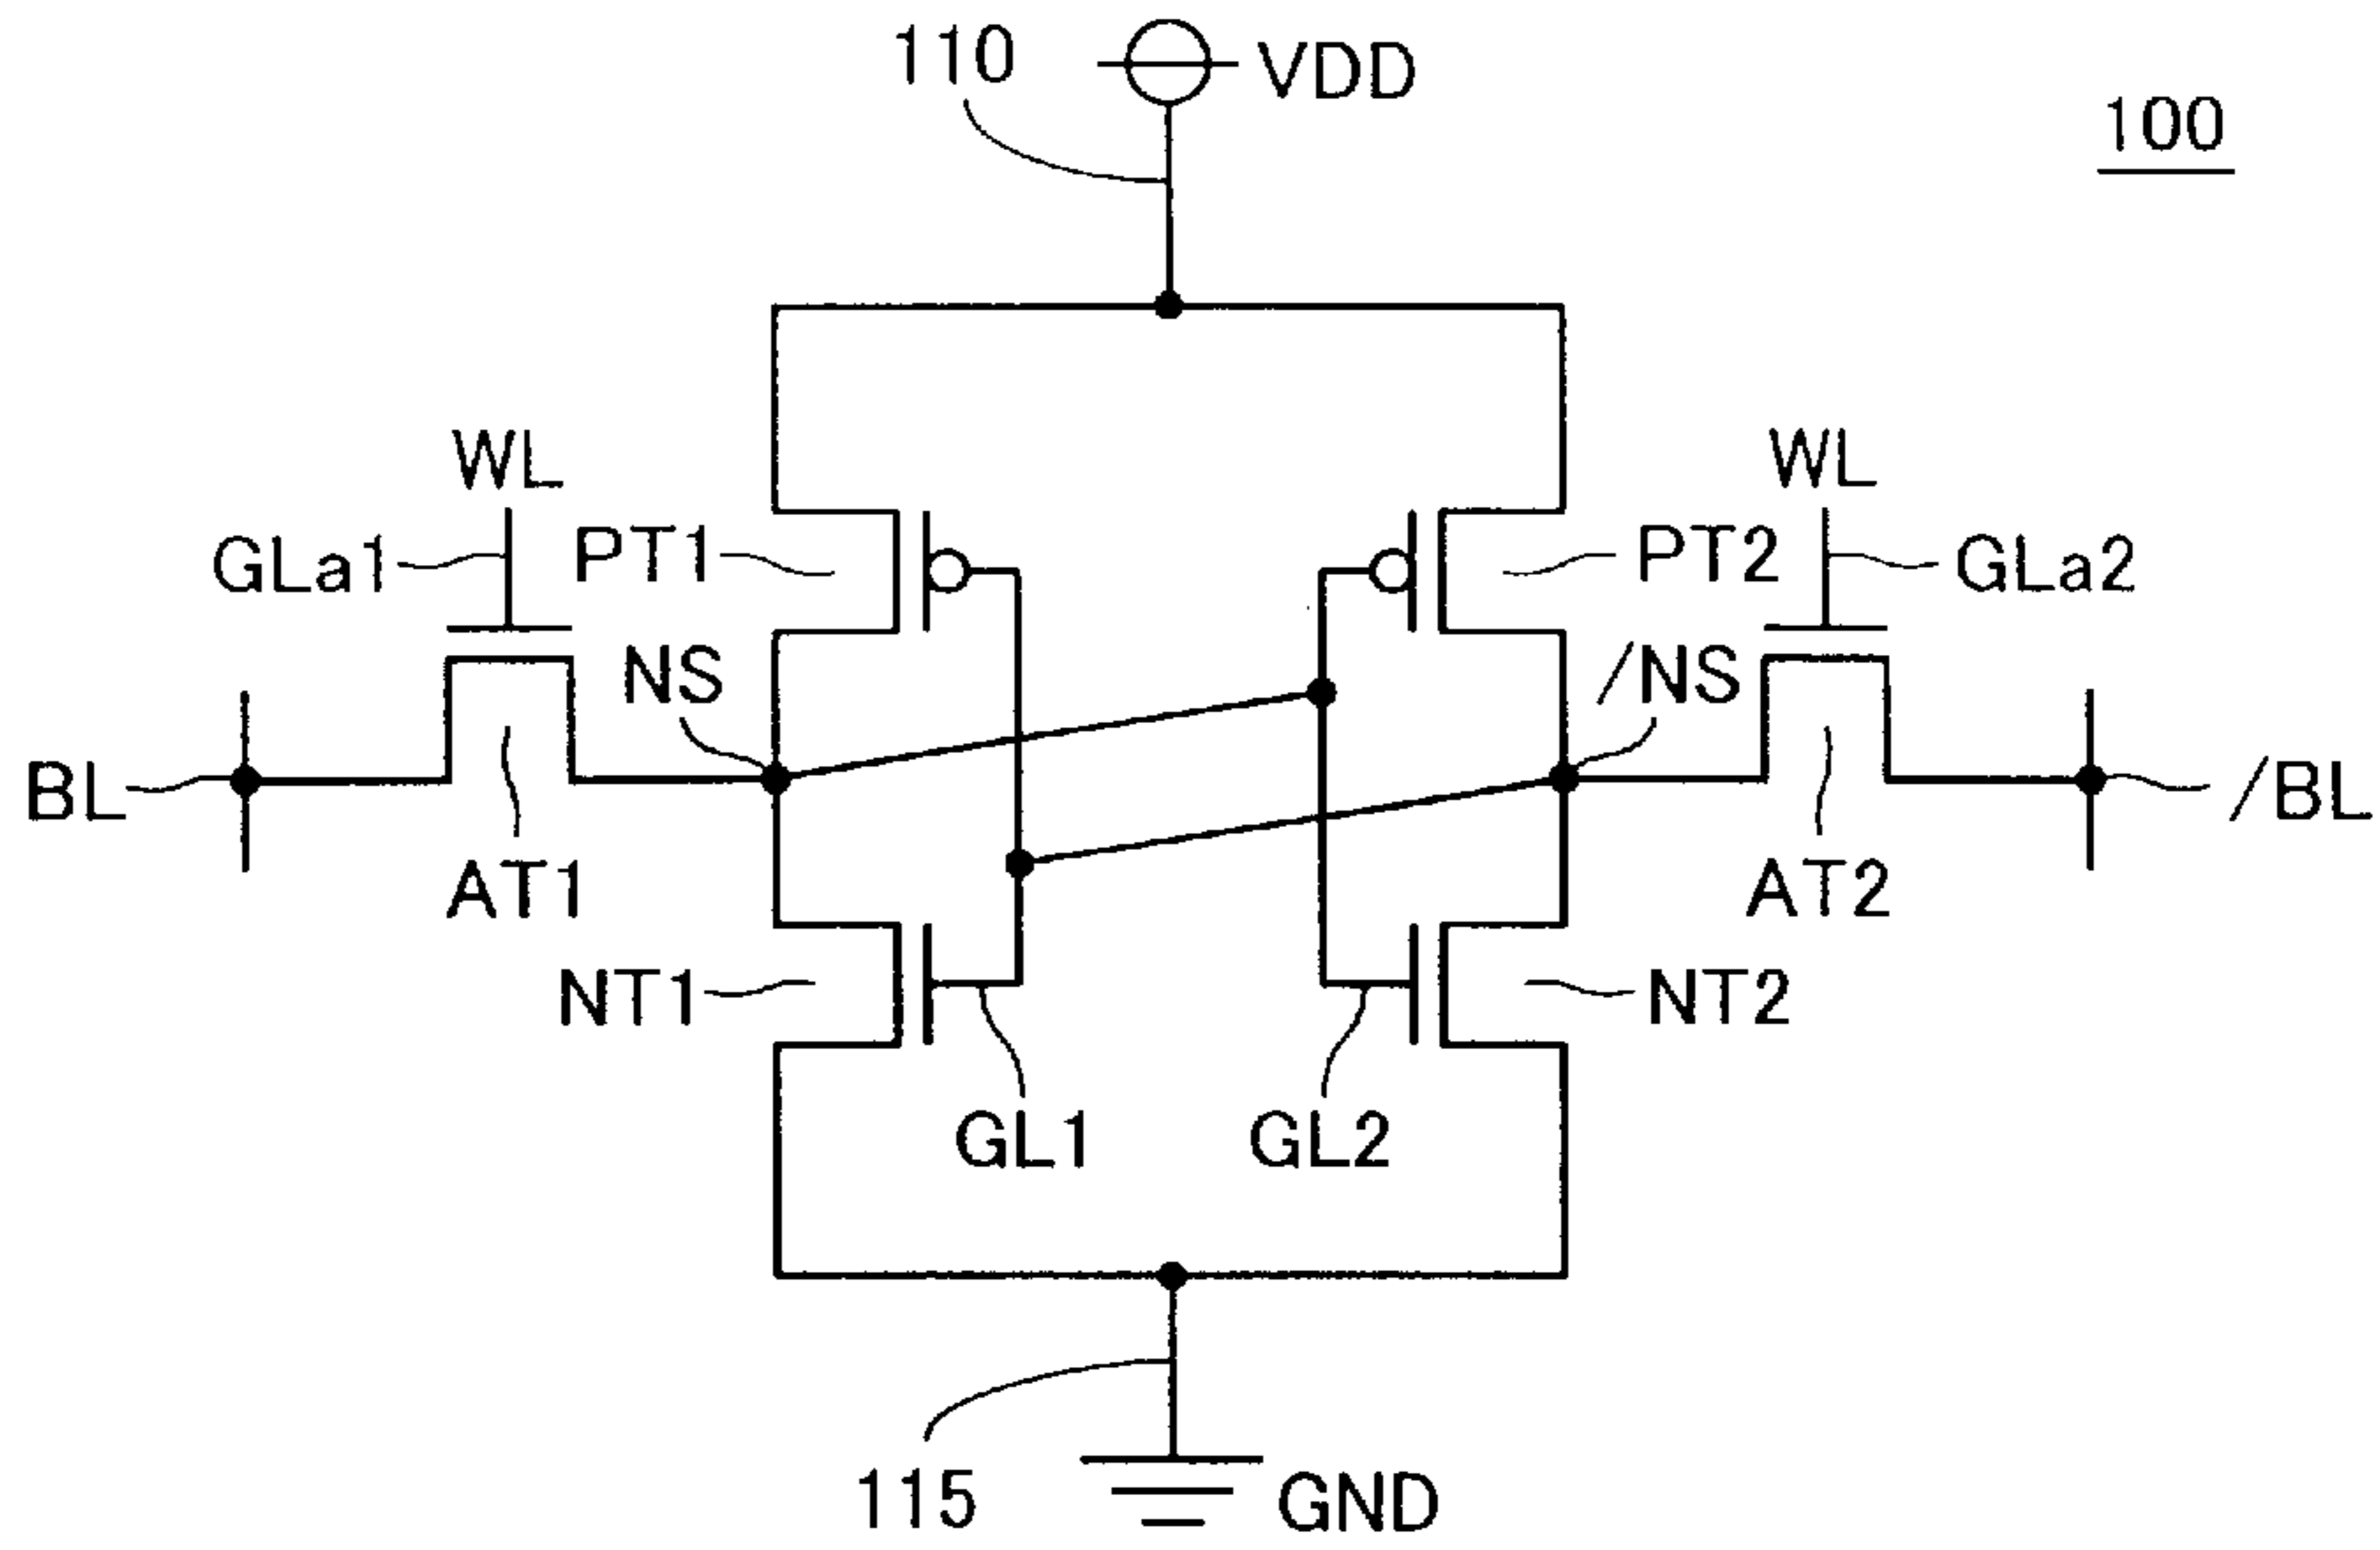 110
VDD
100
WL
WL
GLa1
PT1
PT2
GLa2
NS
/NS
BL
/BL
AT1
AT2
NT1
NT2
GL1
GL2
115
GND